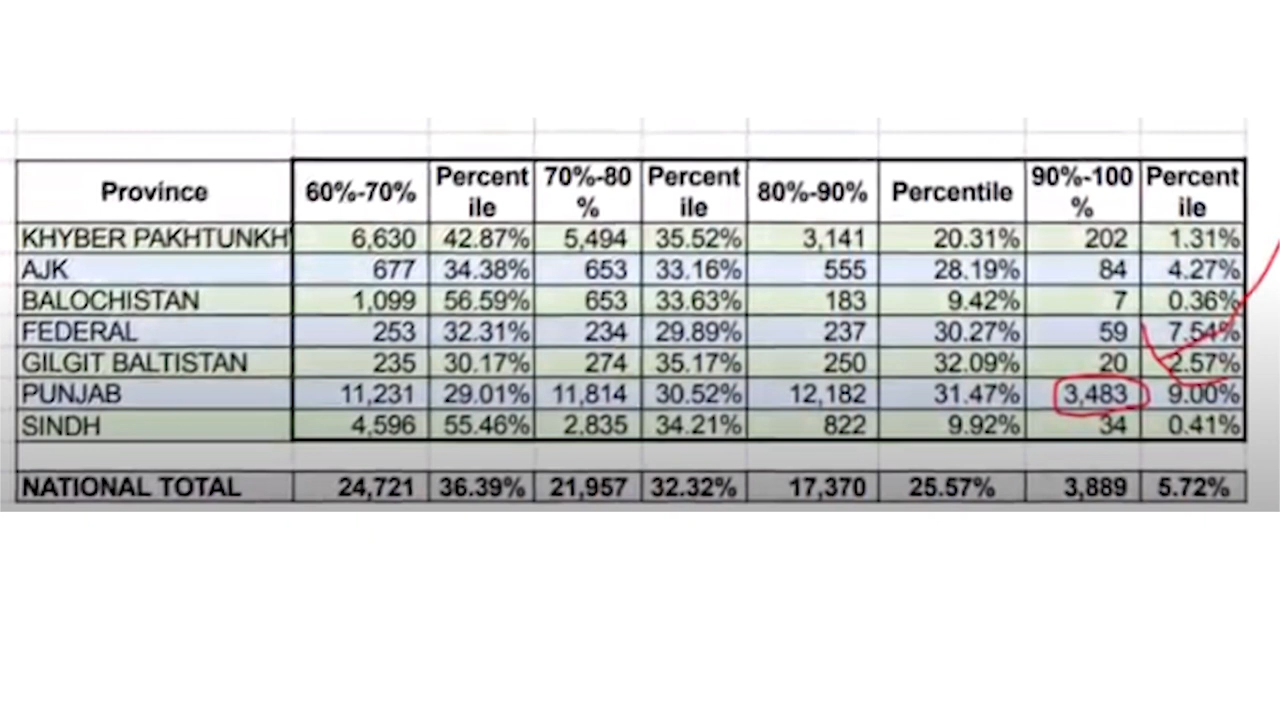 Province 60%-70% Percent ile 70%-80 % Percent ile 80%-90% Percentile 90%-100 % Percent ile
KHYBER PAKHTUNKH 6,630 42.87% 5,494 35.52% 3,141 20.31% 202 1.31%
AJK 677 34.38% 653 33.16% 555 28.19% 84 4.27%
BALOCHISTAN 1,099 56.59% 653 33.63% 183 9.42% 7 0.36%
FEDERAL 253 32.31% 234 29.89% 237 30.27% 59 7.54%
GILGIT BALTISTAN 235 30.17% 274 35.17% 250 32.09% 20 2.57%
PUNJAB 11,231 29.01% 11,814 30.52% 12,182 31.47% 3,483 9.00%
SINDH 4,596 55.46% 2,835 34.21% 822 9.92% 34 0.41%
NATIONAL TOTAL 24,721 36.39% 21,957 32.32% 17,370 25.57% 3,889 5.72%